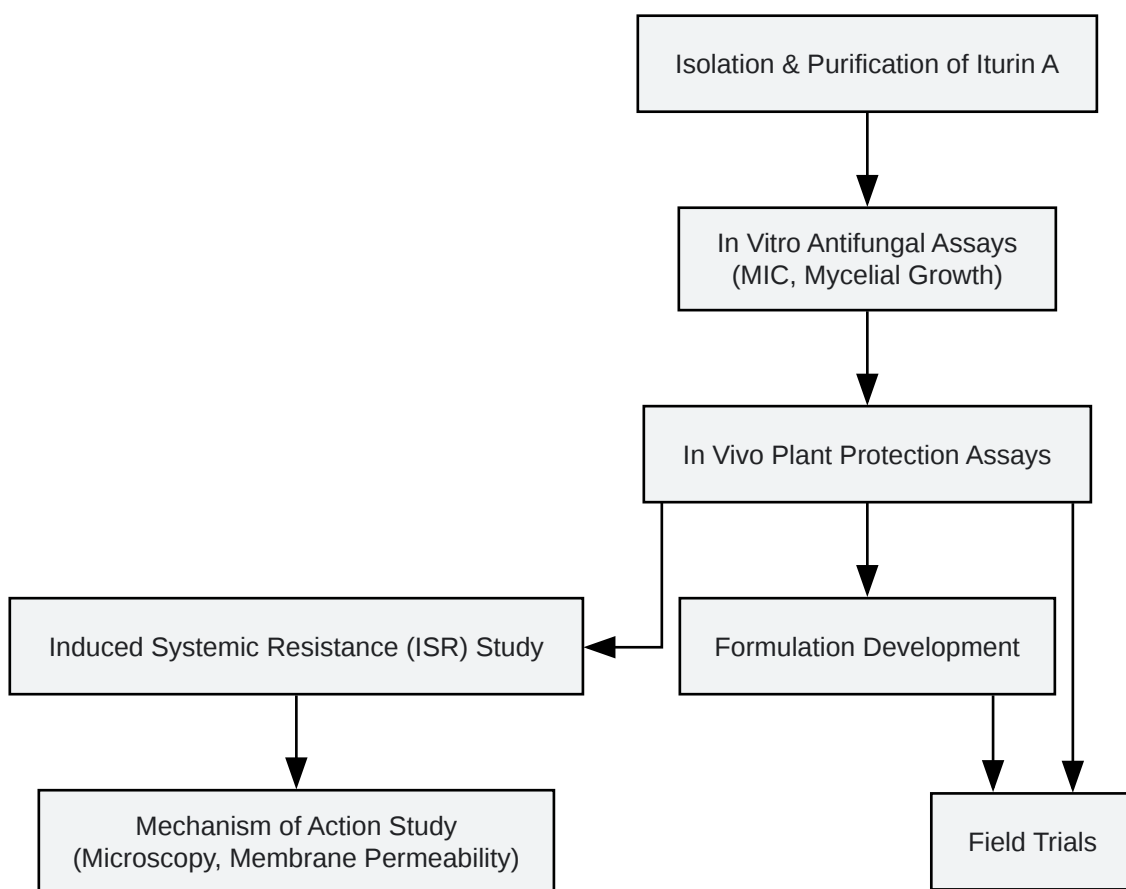 Isolation & Purification of Iturin A
In Vitro Antifungal Assays
(MIC, Mycelial Growth)
In Vivo Plant Protection Assays
Induced Systemic Resistance (ISR) Study
Formulation Development
Mechanism of Action Study
(Microscopy, Membrane Permeability)
Field Trials